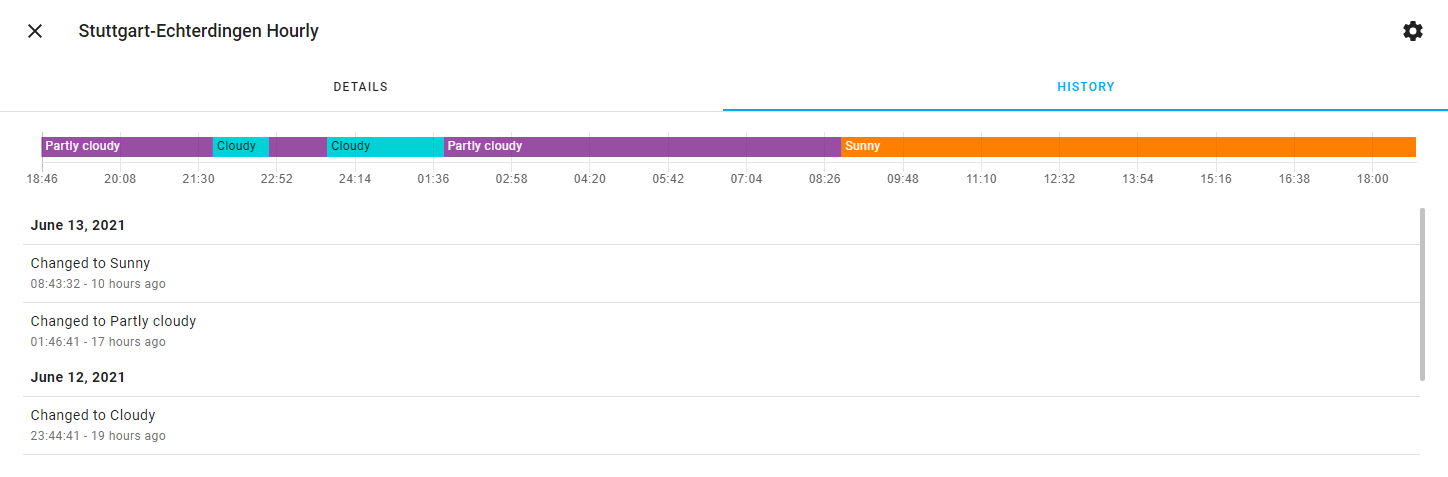 Stuttgart-Echterdingen Hourly
DETAILS HISTORY
Partly cloudy Cloudy Cloudy Partly cloudy Sunny
18:46 20:08 21:30 22:52 24:14 01:36 02:58 04:20 05:42 07:04 08:26 09:48 11:10 12:32 13:54 15:16 16:38 18:00
June 13, 2021
Changed to Sunny
08:43:32 - 10 hours ago
Changed to Partly cloudy
01:46:41 - 17 hours ago
June 12, 2021
Changed to Cloudy
23:44:41 - 19 hours ago